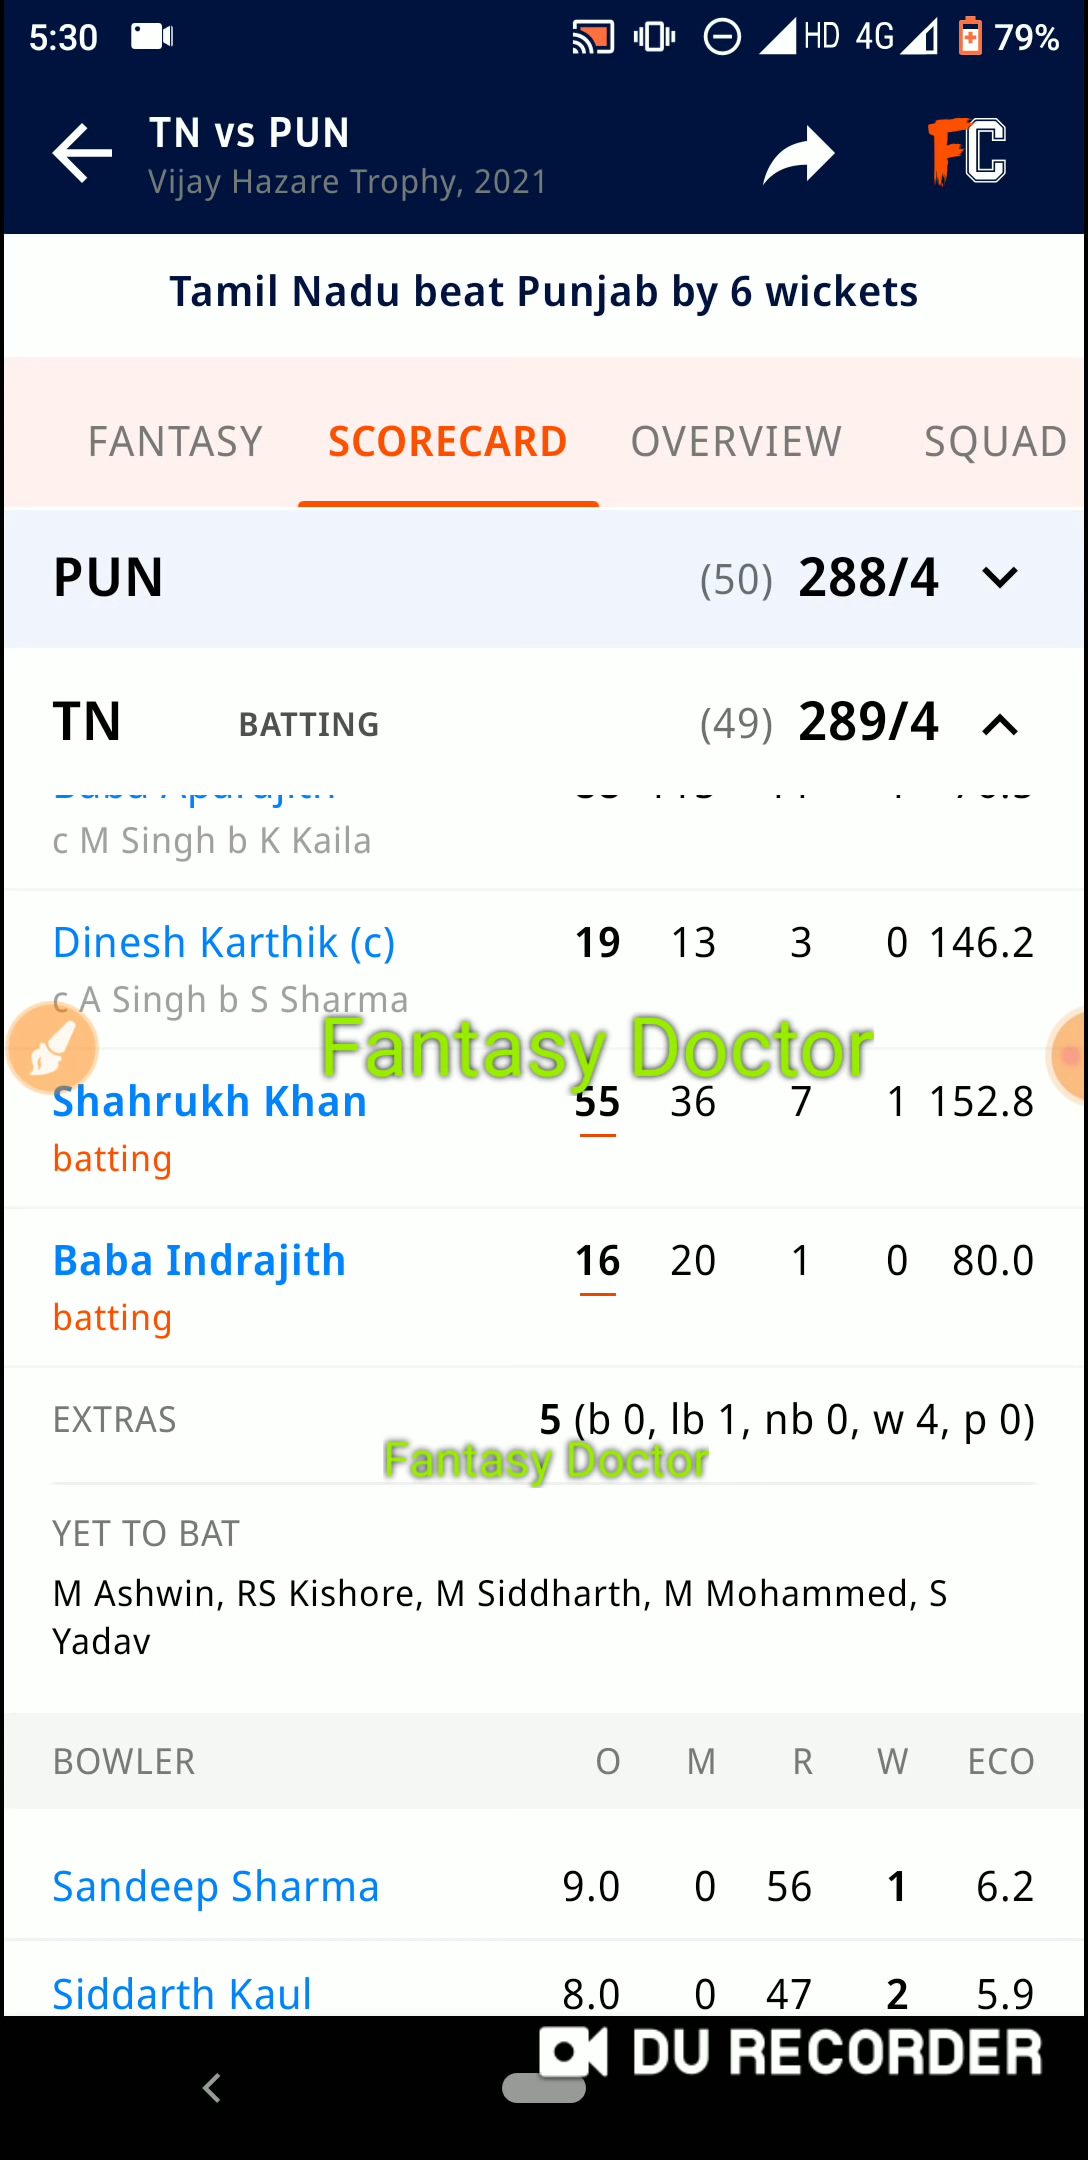 5:30 HD 4G 79%
TN vs PUN
Vijay Hazare Trophy, 2021
FC
Tamil Nadu beat Punjab by 6 wickets
FANTASY SCORECARD OVERVIEW SQUAD
PUN (50) 288/4
TN BATTING (49) 289/4
Baba Aparajith
c M Singh b K Kaila
Dinesh Karthik (c) 19 13 3 0 146.2
c A Singh b S Sharma
Fantasy Doctor
Shahrukh Khan 55 36 7 1 152.8
batting
Baba Indrajith 16 20 1 0 80.0
batting
EXTRAS 5 (b 0, lb 1, nb 0, w 4, p 0)
Fantasy Doctor
YET TO BAT
M Ashwin, RS Kishore, M Siddharth, M Mohammed, S
Yadav
BOWLER O M R W ECO
Sandeep Sharma 9.0 0 56 1 6.2
Siddarth Kaul 8.0 0 47 2 5.9
DU RECORDER